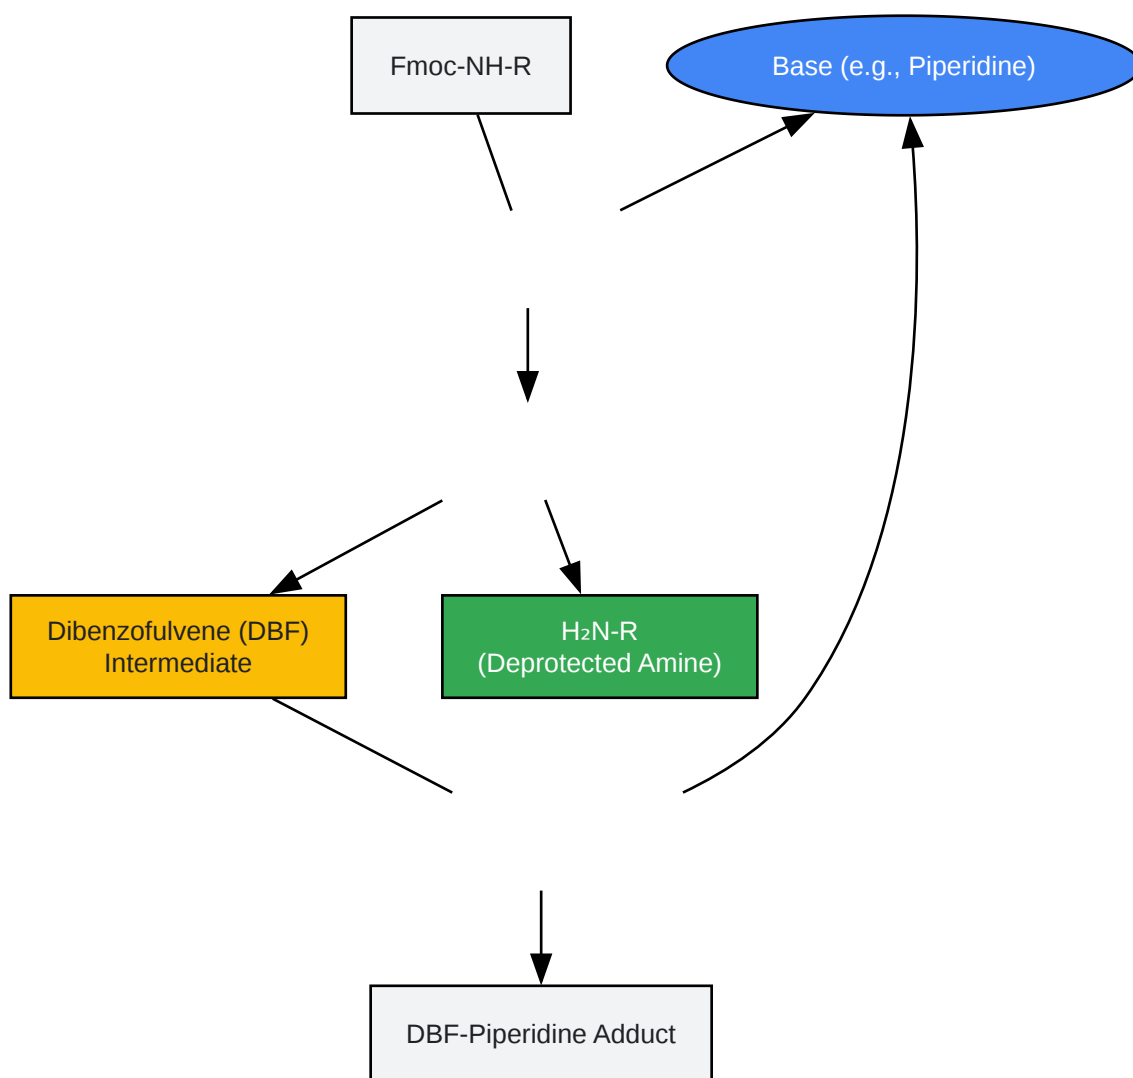 Fmoc-NH-R
Base (e.g., Piperidine)
Dibenzofulvene (DBF)
Intermediate
H₂N-R
(Deprotected Amine)
DBF-Piperidine Adduct